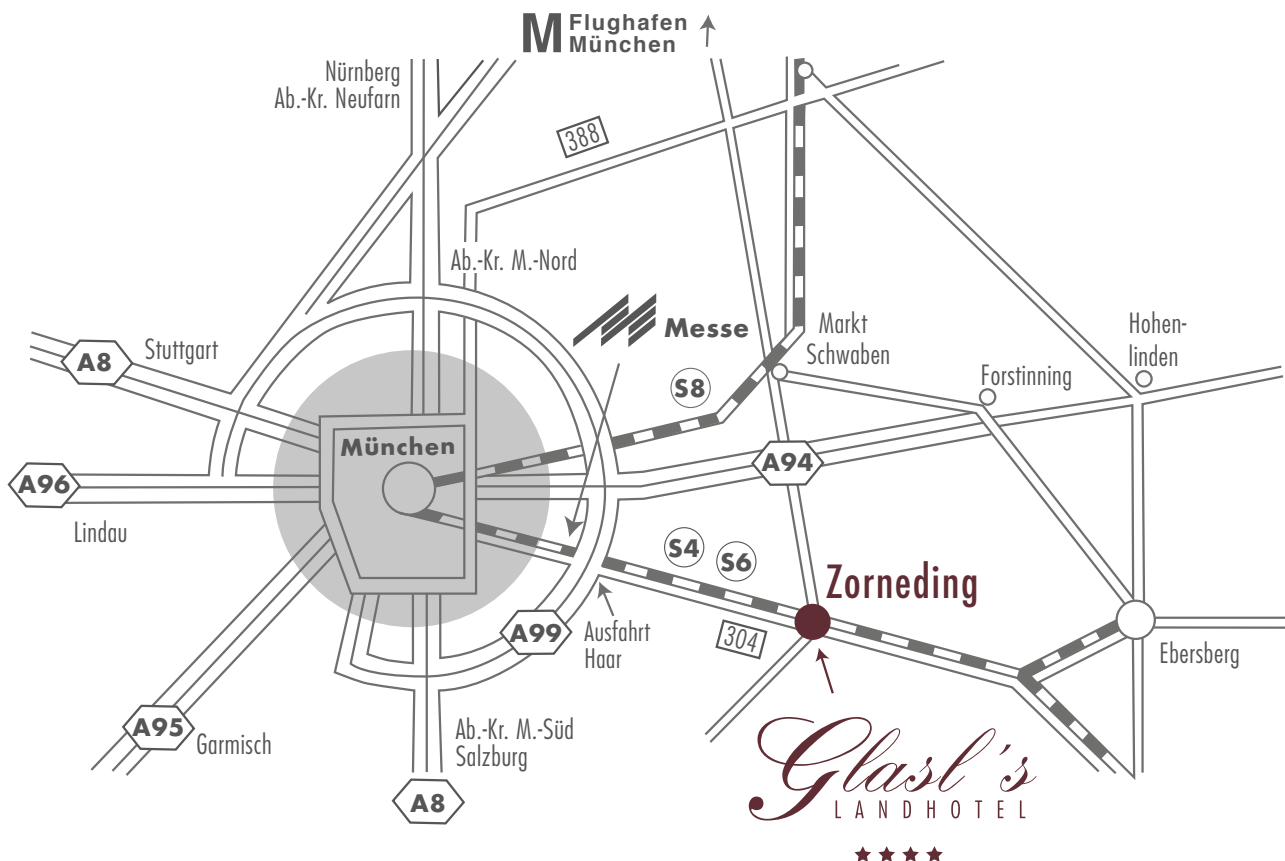 M Flughafen
München
Nürnberg
Ab.-Kr. Neufarn
388
Ab.-Kr. M.-Nord
Messe
Markt
Schwaben
Hohen-
linden
A8
Stuttgart
S8
Forstinning
München
A94
A96
Lindau
S4
S6
Zorneding
A99
Ausfahrt
Haar
304
Ebersberg
A95
Garmisch
Ab.-Kr. M.-Süd
Salzburg
A8
Glasl's
LANDHOTEL